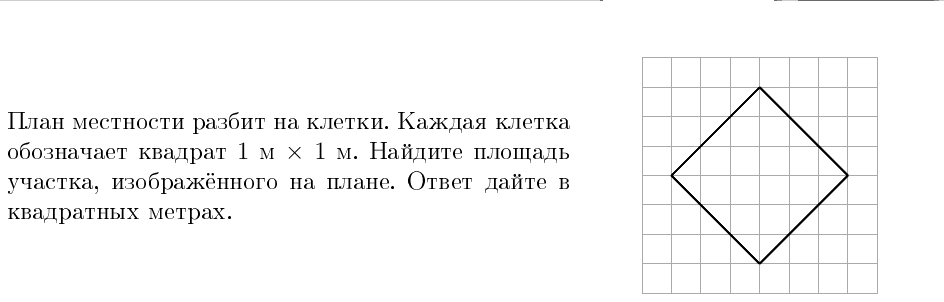 План местности разбит на клетки. Каждая клетка
обозначает квадрат 1 м × 1 м. Найдите площадь
участка, изображённого на плане. Ответ дайте в
квадратных метрах.